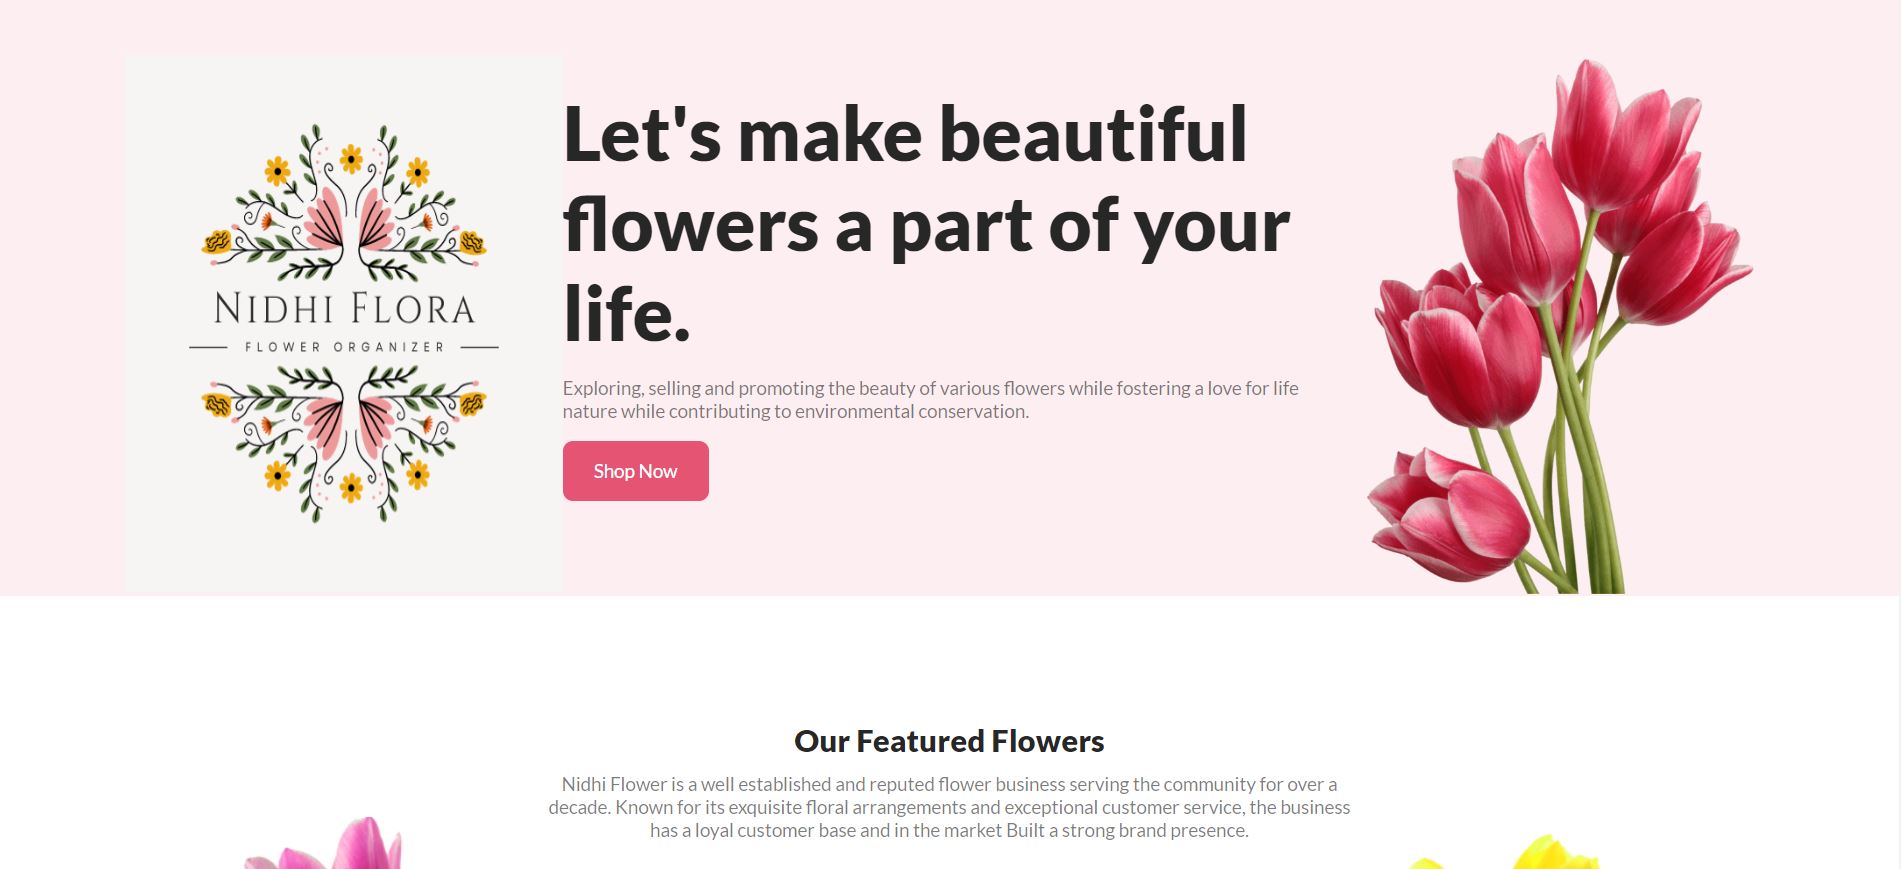 NIDHI FLORA
FLOWER ORGANIZER
Let's make beautiful
flowers a part of your
life.
Exploring, selling and promoting the beauty of various flowers while fostering a love for life
nature while contributing to environmental conservation.
Shop Now
Our Featured Flowers
Nidhi Flower is a well established and reputed flower business serving the community for over a
decade. Known for its exquisite floral arrangements and exceptional customer service, the business
has a loyal customer base and in the market Built a strong brand presence.